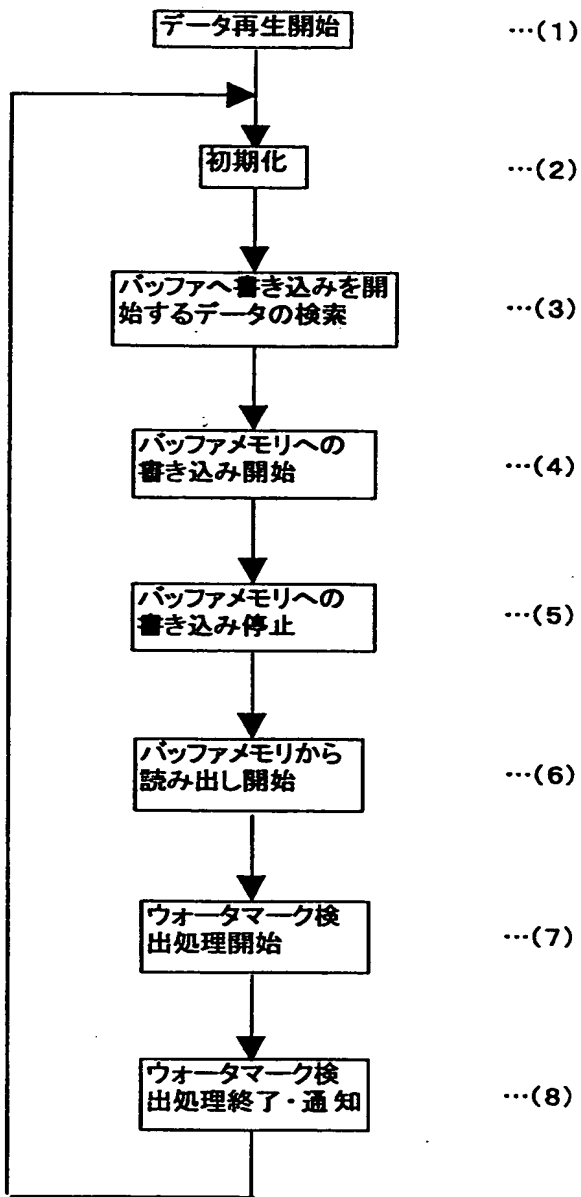 データ再生開始 …(1)
初期化 …(2)
バッファへ書き込みを開
始するデータの検索 …(3)
バッファメモリへの
書き込み開始 …(4)
バッファメモリへの
書き込み停止 …(5)
バッファメモリから
読み出し開始 …(6)
ウォータマーク検
出処理開始 …(7)
ウォータマーク検
出処理終了・通知 …(8)